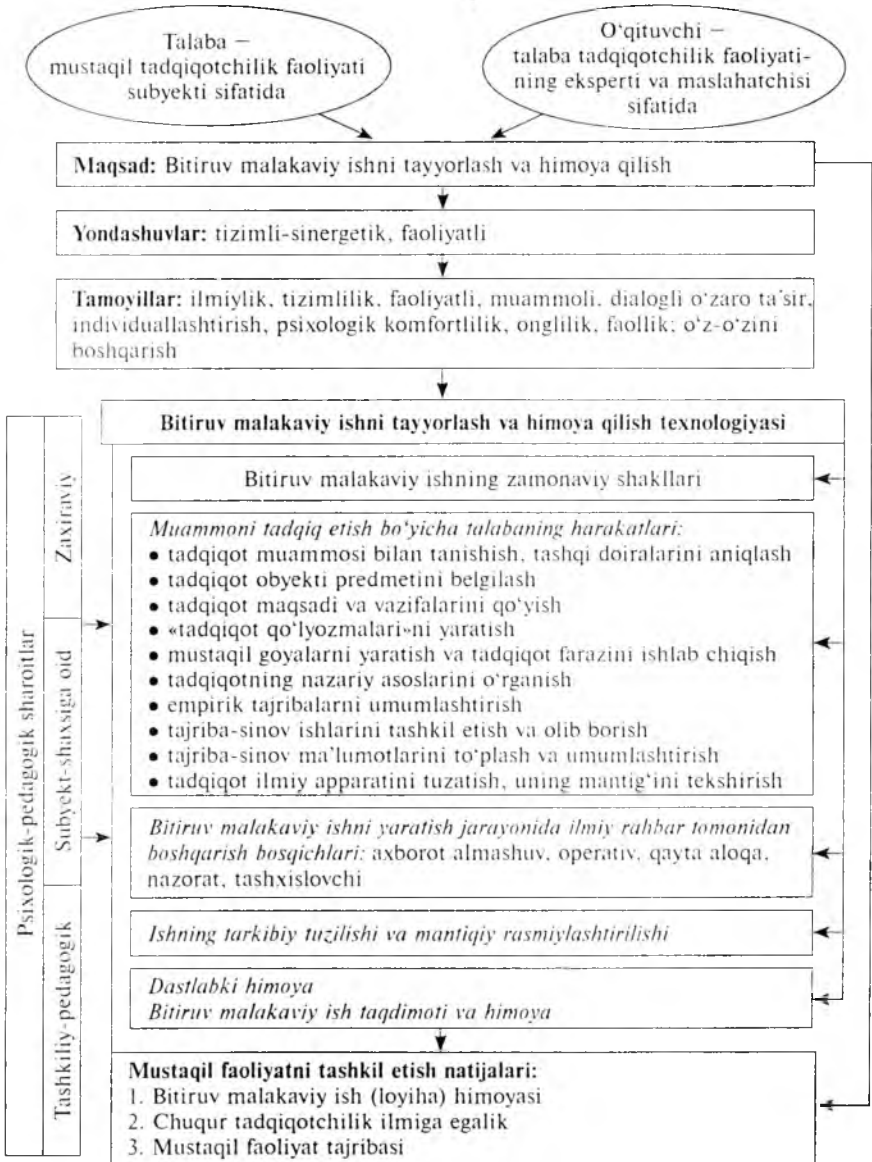 Talaba –
mustaqil tadqiqotchilik faoliyati
subyekti sifatida
O‘qituvchi –
talaba tadqiqotchilik faoliyati-
ning eksperti va maslahatchisi
sifatida
Maqsad: Bitiruv malakaviy ishni tayyorlash va himoya qilish
Yondashuvlar: tizimli-sinergetik, faoliyatli
Tamoyillar: ilmiylik, tizimlilik, faoliyatli, muammoli, dialogli o‘zaro ta’sir,
individuallashtirish, psixologik komfortlilik, onglilik, faollik; o‘z-o‘zini
boshqarish
Psixologik-pedagogik sharoitlar
Zaxiraviy
Subyekt-shaxsiga oid
Tashkiliy-pedagogik
Bitiruv malakaviy ishni tayyorlash va himoya qilish texnologiyasi
Bitiruv malakaviy ishning zamonaviy shakllari
Muammoni tadqiq etish bo‘yicha talabaning harakatlari:
• tadqiqot muammosi bilan tanishish, tashqi doiralarini aniqlash
• tadqiqot obyekti predmetini belgilash
• tadqiqot maqsadi va vazifalarini qo‘yish
• «tadqiqot qo‘lyozmalari»ni yaratish
• mustaqil goyalarni yaratish va tadqiqot farazini ishlab chiqish
• tadqiqotning nazariy asoslarini o‘rganish
• empirik tajribalarni umumlashtirish
• tajriba-sinov ishlarini tashkil etish va olib borish
• tajriba-sinov ma’lumotlarini to‘plash va umumlashtirish
• tadqiqot ilmiy apparatini tuzatish, uning mantig‘ini tekshirish
Bitiruv malakaviy ishni yaratish jarayonida ilmiy rahbar tomonidan
boshqarish bosqichlari: axborot almashuv, operativ, qayta aloqa,
nazorat, tashxislovchi
Ishning tarkibiy tuzilishi va mantiqiy rasmiylashtirilishi
Dastlabki himoya
Bitiruv malakaviy ish taqdimoti va himoya
Mustaqil faoliyatni tashkil etish natijalari:
1. Bitiruv malakaviy ish (loyiha) himoyasi
2. Chuqur tadqiqotchilik ilmiga egalik
3. Mustaqil faoliyat tajribasi